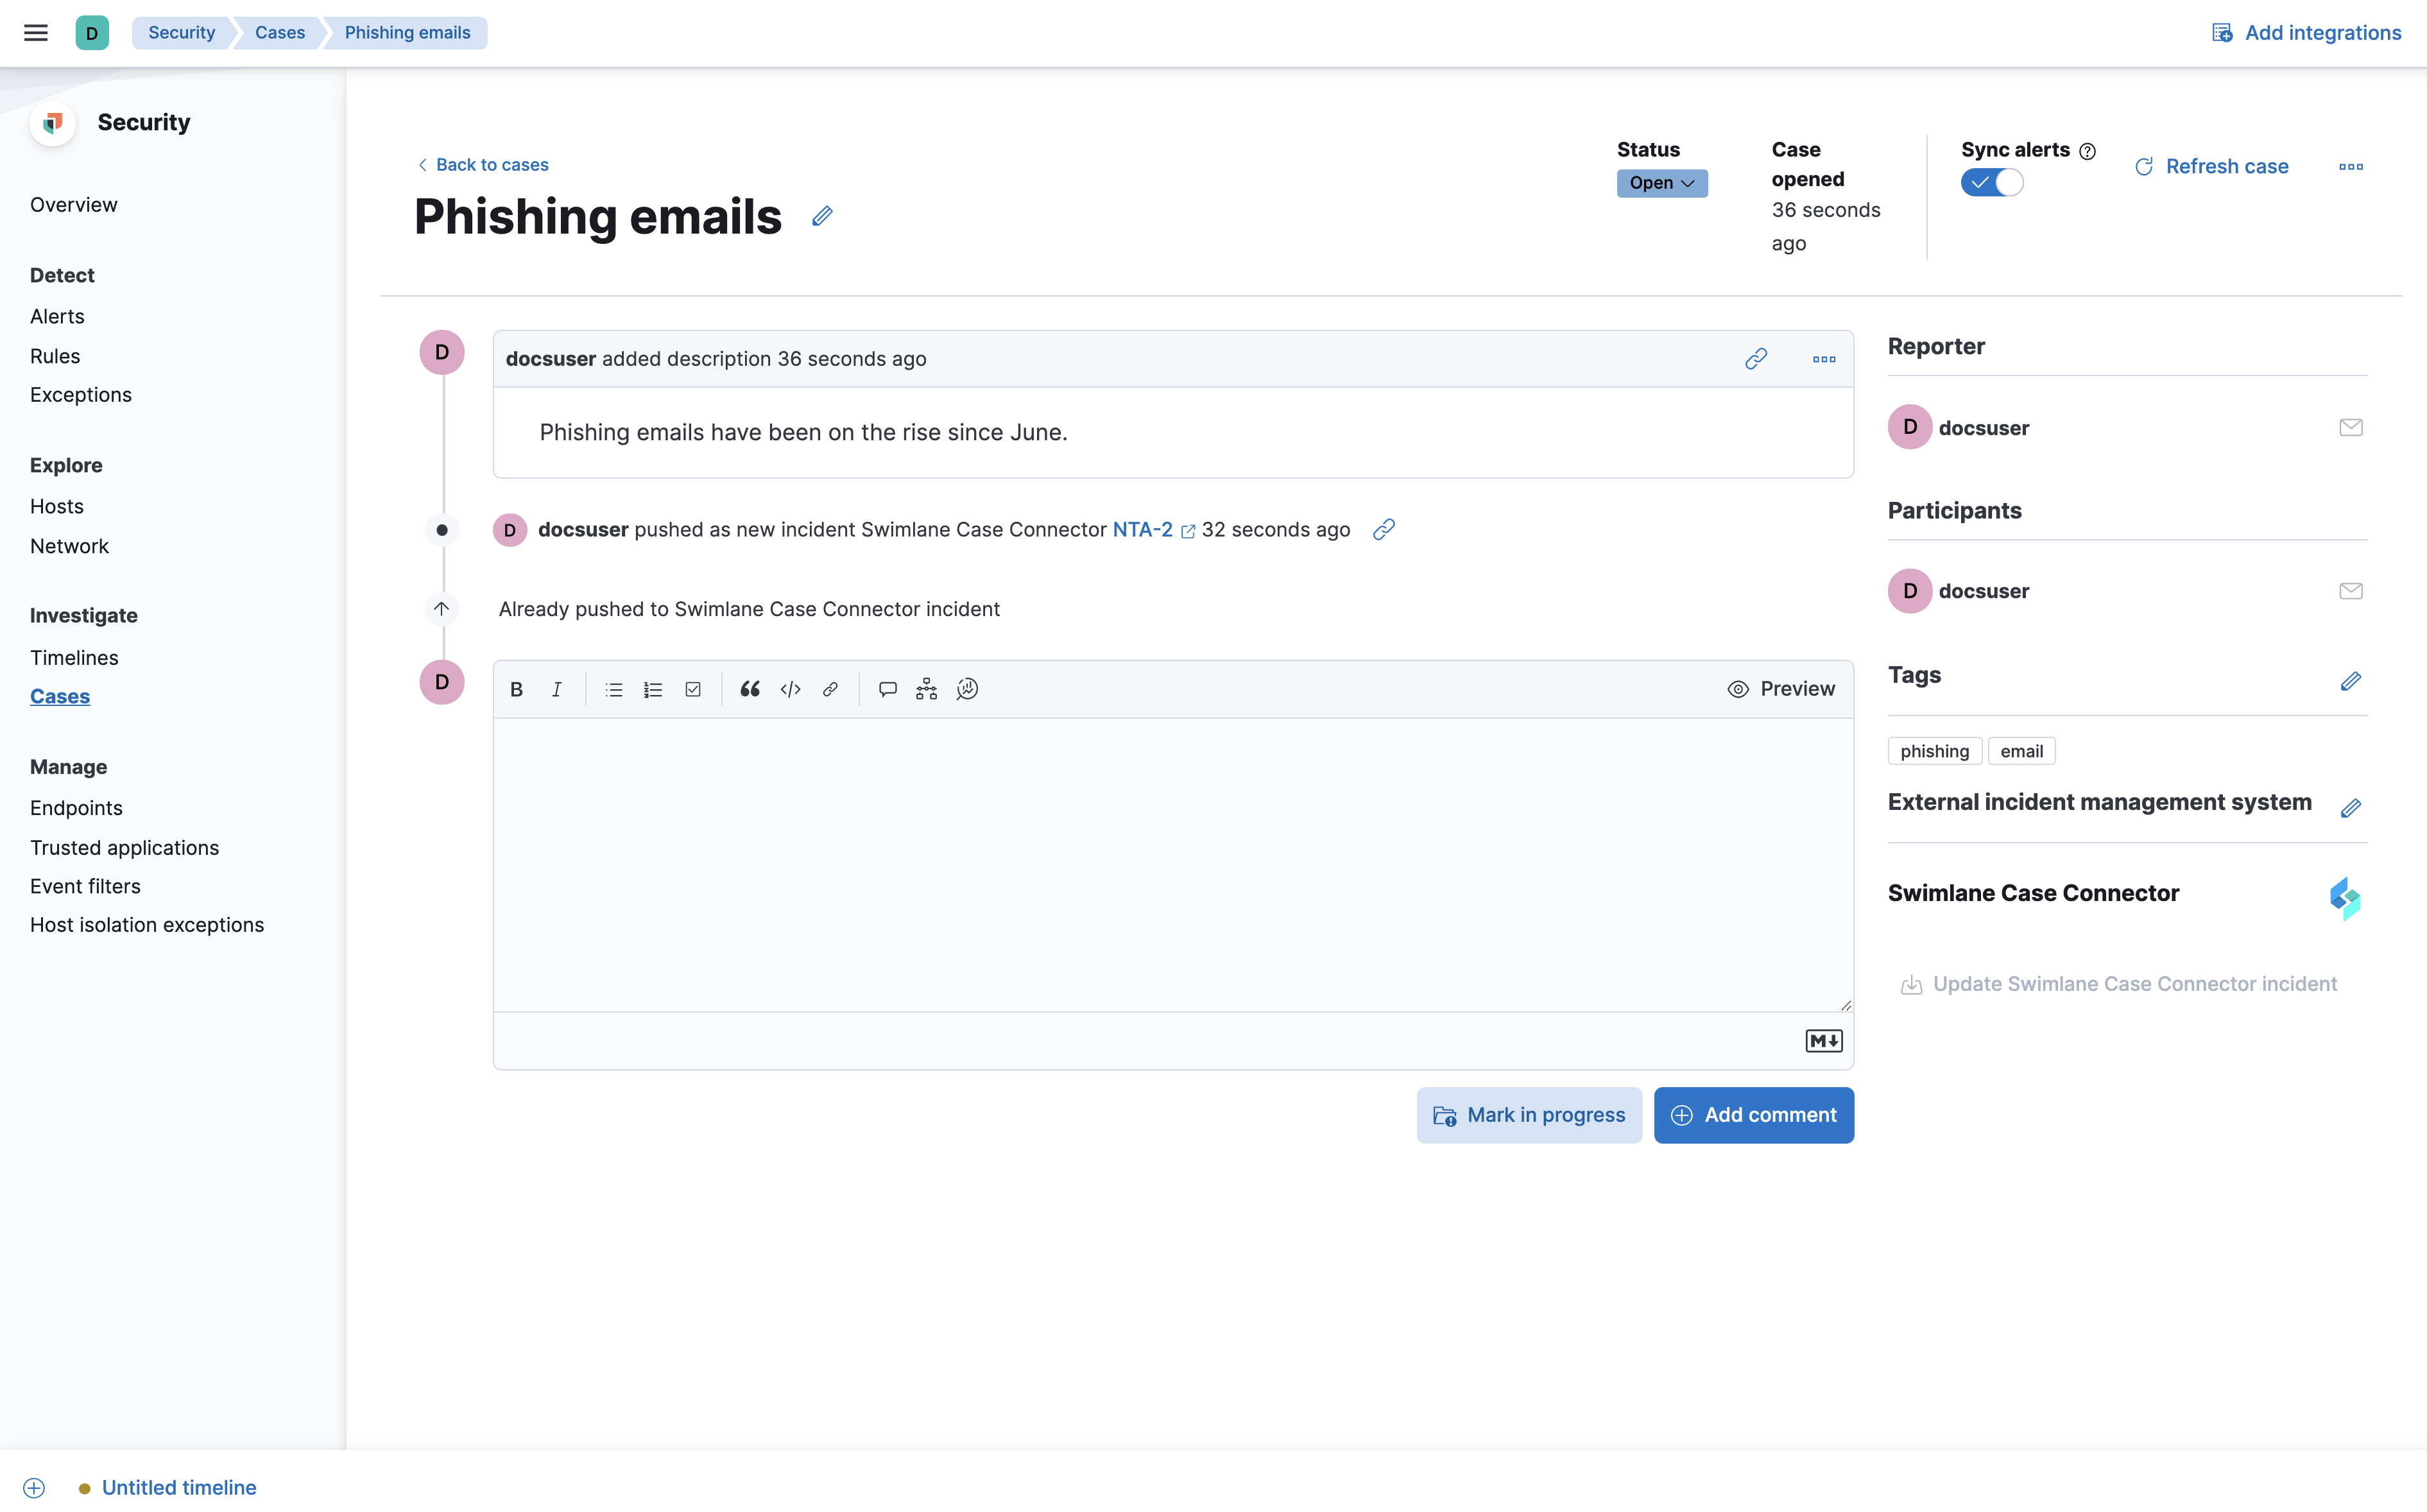 D
Security
Cases
Phishing emails
Add integrations
Security
Overview
Detect
Alerts
Rules
Exceptions
Explore
Hosts
Network
Investigate
Timelines
Cases
Manage
Endpoints
Trusted applications
Event filters
Host isolation exceptions
Back to cases
Phishing emails
Status
Open
Case
opened
36 seconds
ago
Sync alerts
Refresh case
D
docsuser added description 36 seconds ago
Phishing emails have been on the rise since June.
D docsuser pushed as new incident Swimlane Case Connector NTA-2 32 seconds ago
Already pushed to Swimlane Case Connector incident
D
B I
Preview
M
Mark in progress
Add comment
Reporter
D docsuser
Participants
D docsuser
Tags
phishing email
External incident management system
Swimlane Case Connector
Update Swimlane Case Connector incident
Untitled timeline